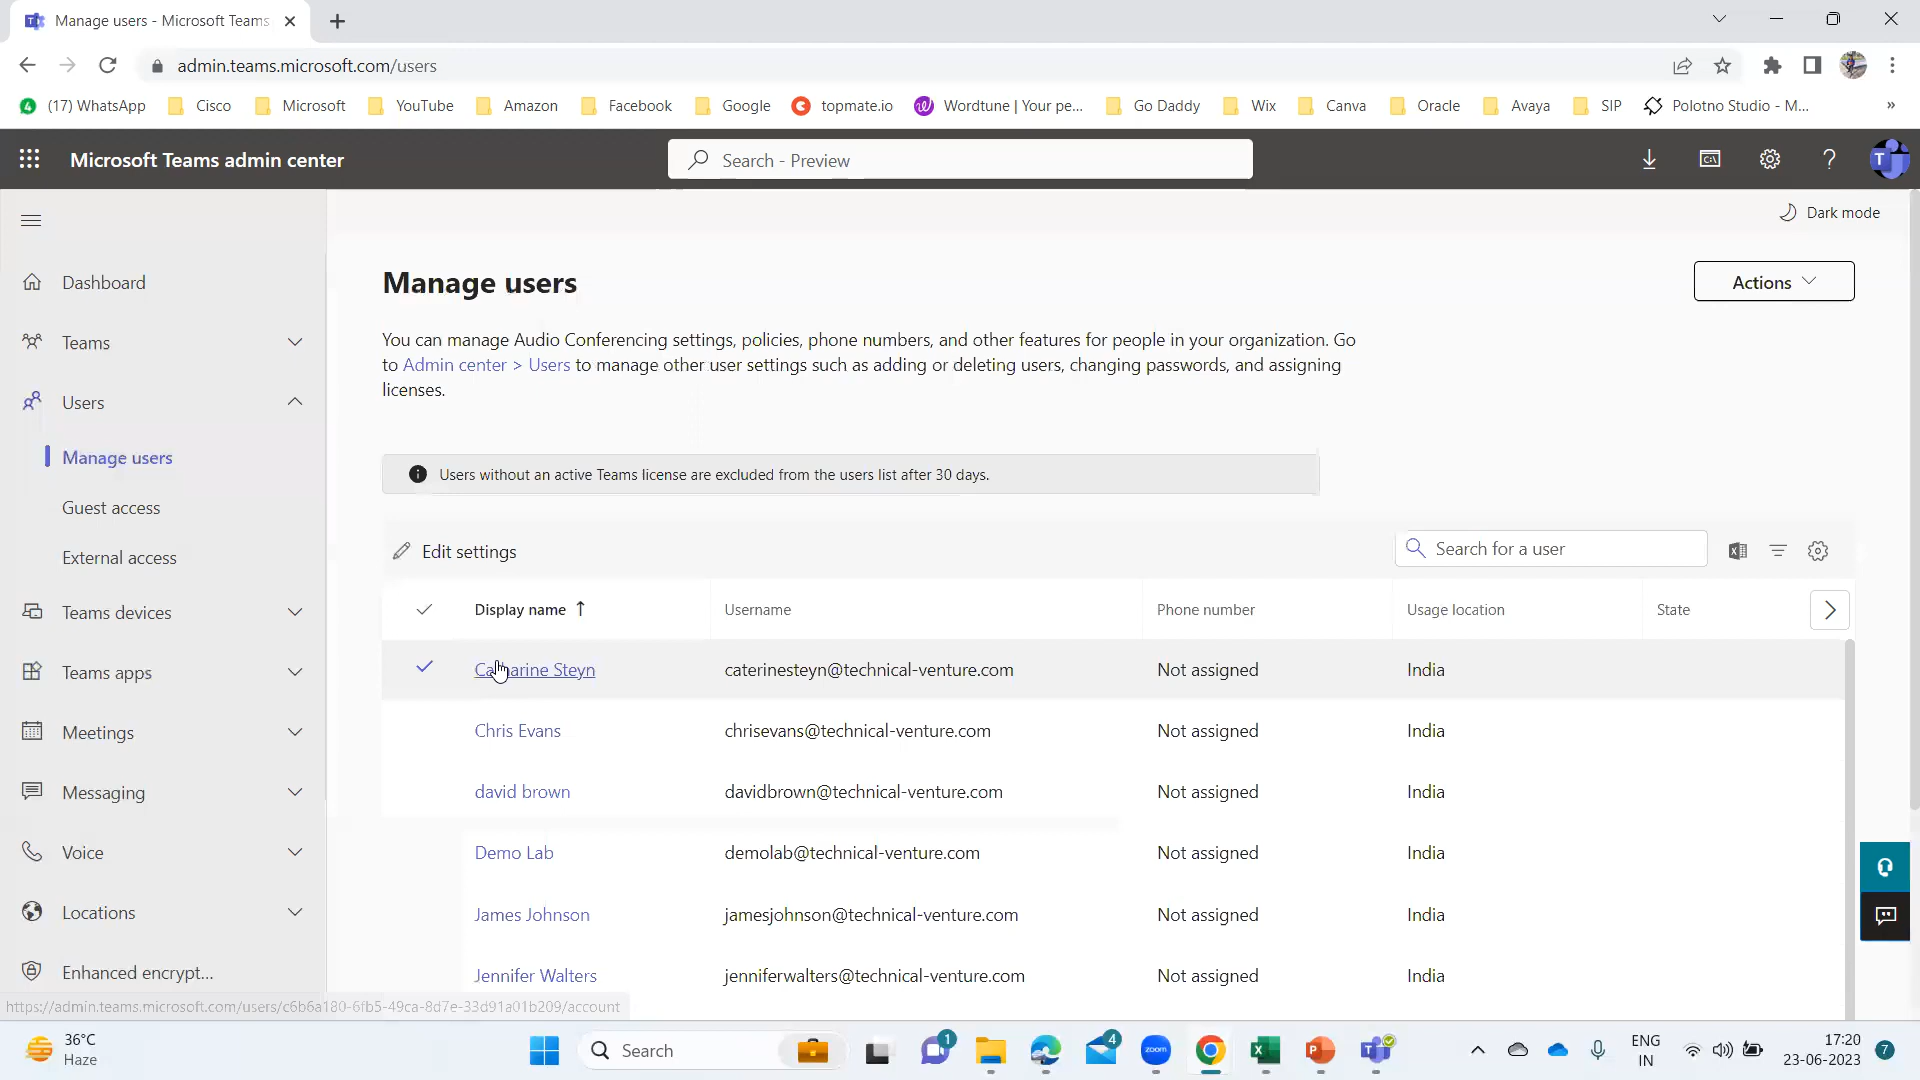 Manage users - Microsoft Teams
admin.teams.microsoft.com/users
(17) WhatsApp
Cisco
Microsoft
YouTube
Amazon
Facebook
Google
topmate.io
Wordtune | Your pe...
Go Daddy
Wix
Canva
Oracle
Avaya
SIP
Polotno Studio - M...
»
Microsoft Teams admin center
Search - Preview
Dark mode
Dashboard
Teams
Users
Manage users
Guest access
External access
Teams devices
Teams apps
Meetings
Messaging
Voice
Locations
Enhanced encrypt...
Manage users
Actions
You can manage Audio Conferencing settings, policies, phone numbers, and other features for people in your organization. Go
to Admin center > Users to manage other user settings such as adding or deleting users, changing passwords, and assigning
licenses.
Users without an active Teams license are excluded from the users list after 30 days.
Edit settings
Search for a user
Display name ↑ Username Phone number Usage location State
Catharine Steyn caterinesteyn@technical-venture.com Not assigned India
Chris Evans chrisevans@technical-venture.com Not assigned India
david brown davidbrown@technical-venture.com Not assigned India
Demo Lab demolab@technical-venture.com Not assigned India
James Johnson jamesjohnson@technical-venture.com Not assigned India
Jennifer Walters jenniferwalters@technical-venture.com Not assigned India
https://admin.teams.microsoft.com/users/c6b6a180-6fb5-49ca-8d7e-33d91a01b209/account
36°C
Haze
Search
1
4
zoom
ENG
IN
17:20
23-06-2023
7